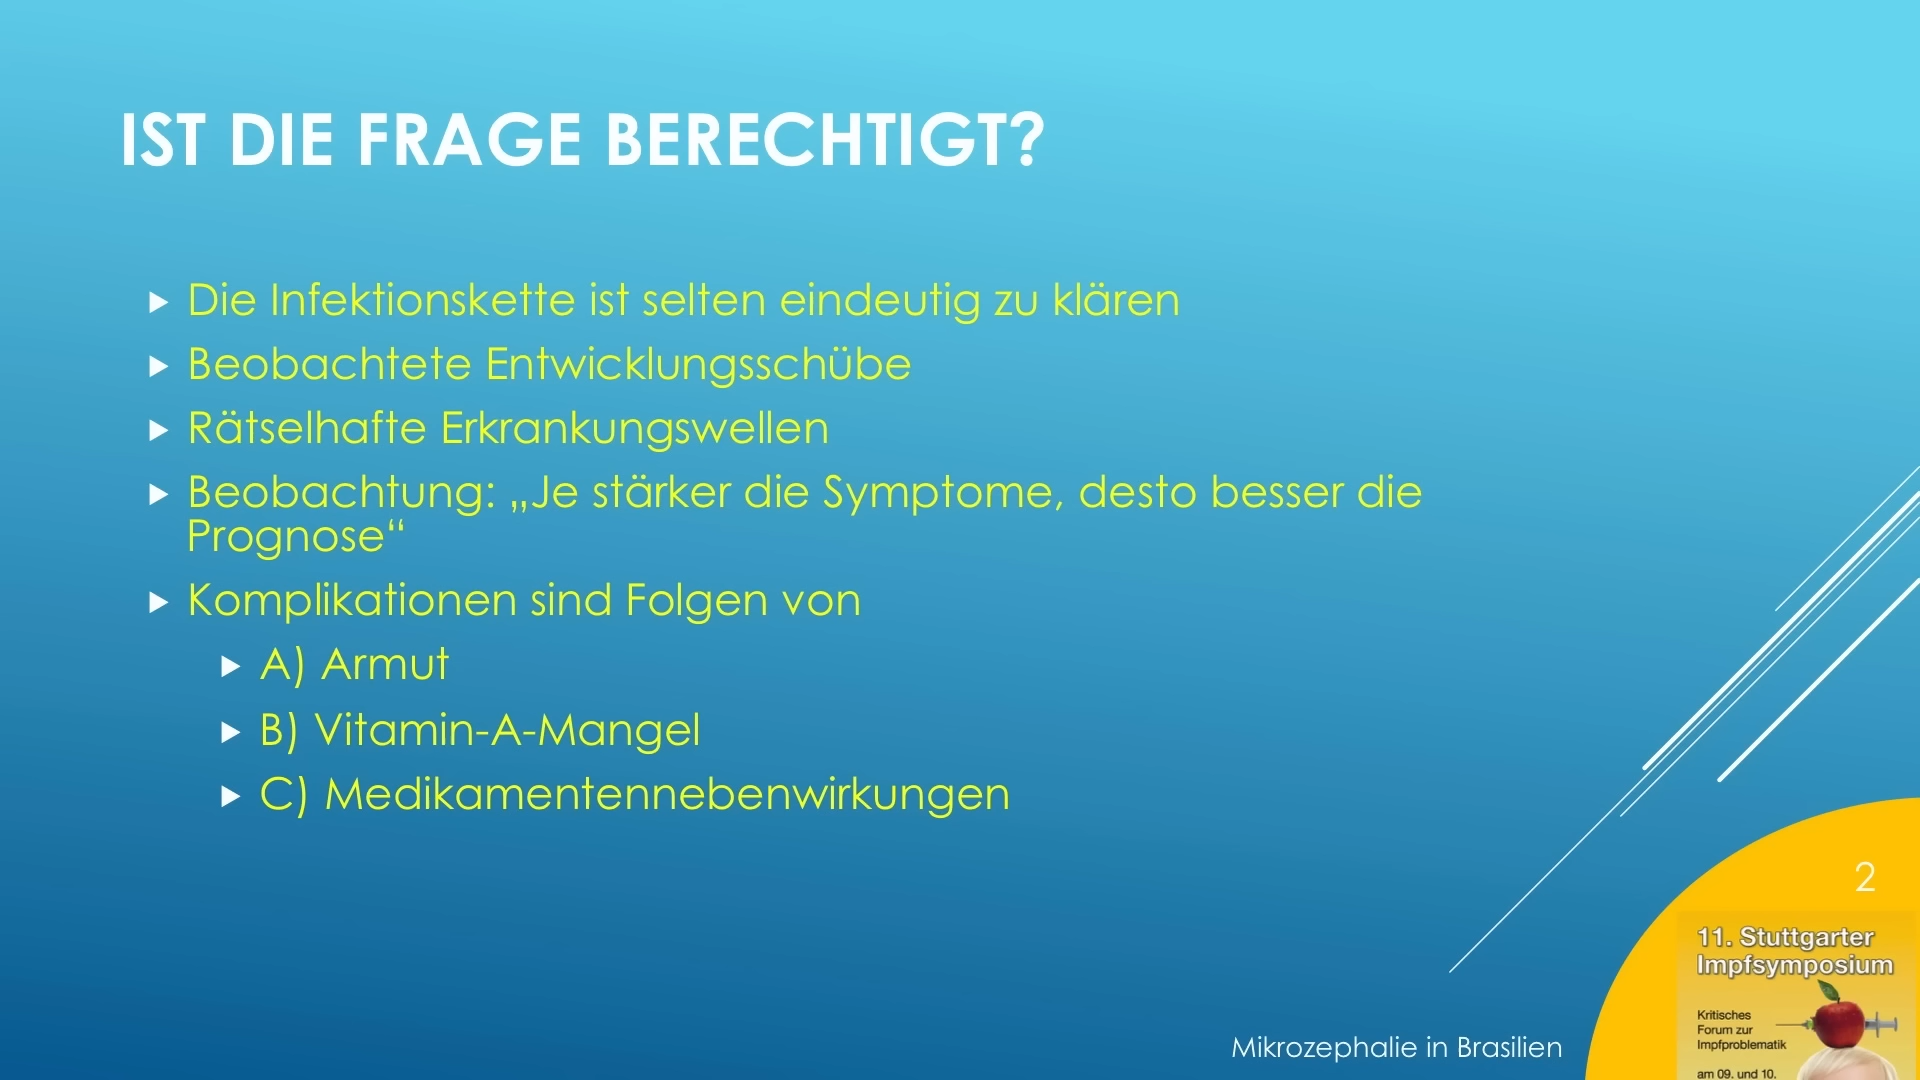 IST DIE FRAGE BERECHTIGT?
Die Infektionskette ist selten eindeutig zu klären
Beobachtete Entwicklungsschübe
Rätselhafte Erkrankungswellen
Beobachtung: „Je stärker die Symptome, desto besser die
Prognose“
Komplikationen sind Folgen von
A) Armut
B) Vitamin-A-Mangel
C) Medikamentennebenwirkungen
2
11. Stuttgarter
Impfsymposium
Kritisches
Forum zur
Impfproblematik
am 09. und 10.
Mikrozephalie in Brasilien